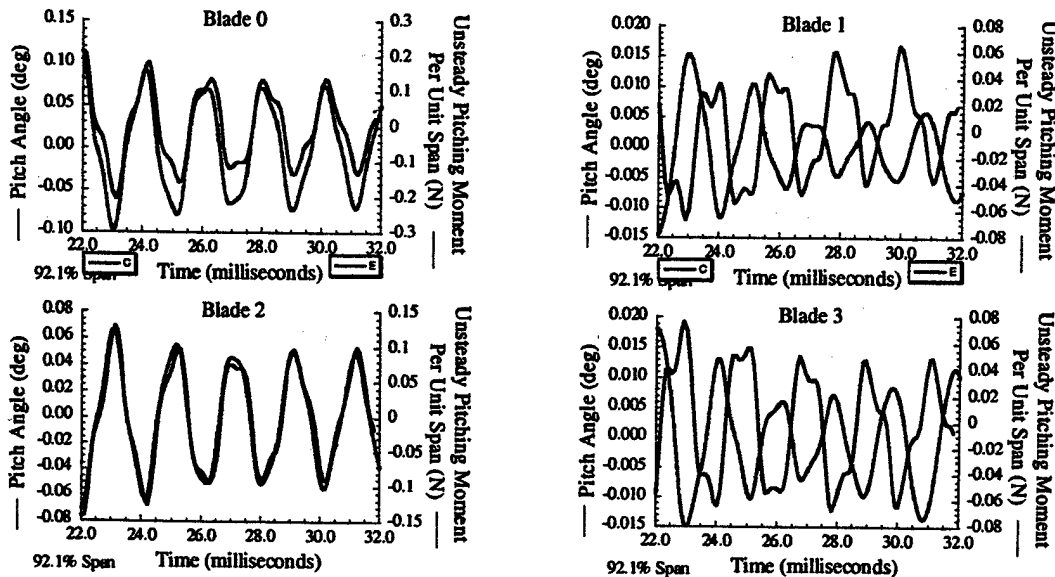 Blade 0
0.15
0.10
0.05
0.00
-0.05
-0.10
Pitch Angle (deg)
0.3
0.2
0.1
0
-0.1
-0.2
-0.3
Unsteady Pitching Moment
Per Unit Span (N)
22.0 24.0 26.0 28.0 30.0 32.0
C
E
92.1% Span
Time (milliseconds)
Blade 1
0.020
0.015
0.010
0.005
0.000
-0.005
-0.010
-0.015
Pitch Angle (deg)
0.08
0.06
0.04
0.02
0
-0.02
-0.04
-0.06
-0.08
Unsteady Pitching Moment
Per Unit Span (N)
22.0 24.0 26.0 28.0 30.0 32.0
C
E
92.1% Span
Time (milliseconds)
Blade 2
0.08
0.06
0.04
0.02
0.00
-0.02
-0.04
-0.06
-0.08
Pitch Angle (deg)
0.15
0.1
0.05
0
-0.05
-0.1
-0.15
Unsteady Pitching Moment
Per Unit Span (N)
22.0 24.0 26.0 28.0 30.0 32.0
92.1% Span
Time (milliseconds)
Blade 3
0.020
0.015
0.010
0.005
0.000
-0.005
-0.010
-0.015
Pitch Angle (deg)
0.08
0.06
0.04
0.02
0
-0.02
-0.04
-0.06
-0.08
Unsteady Pitching Moment
Per Unit Span (N)
22.0 24.0 26.0 28.0 30.0 32.0
92.1% Span
Time (milliseconds)